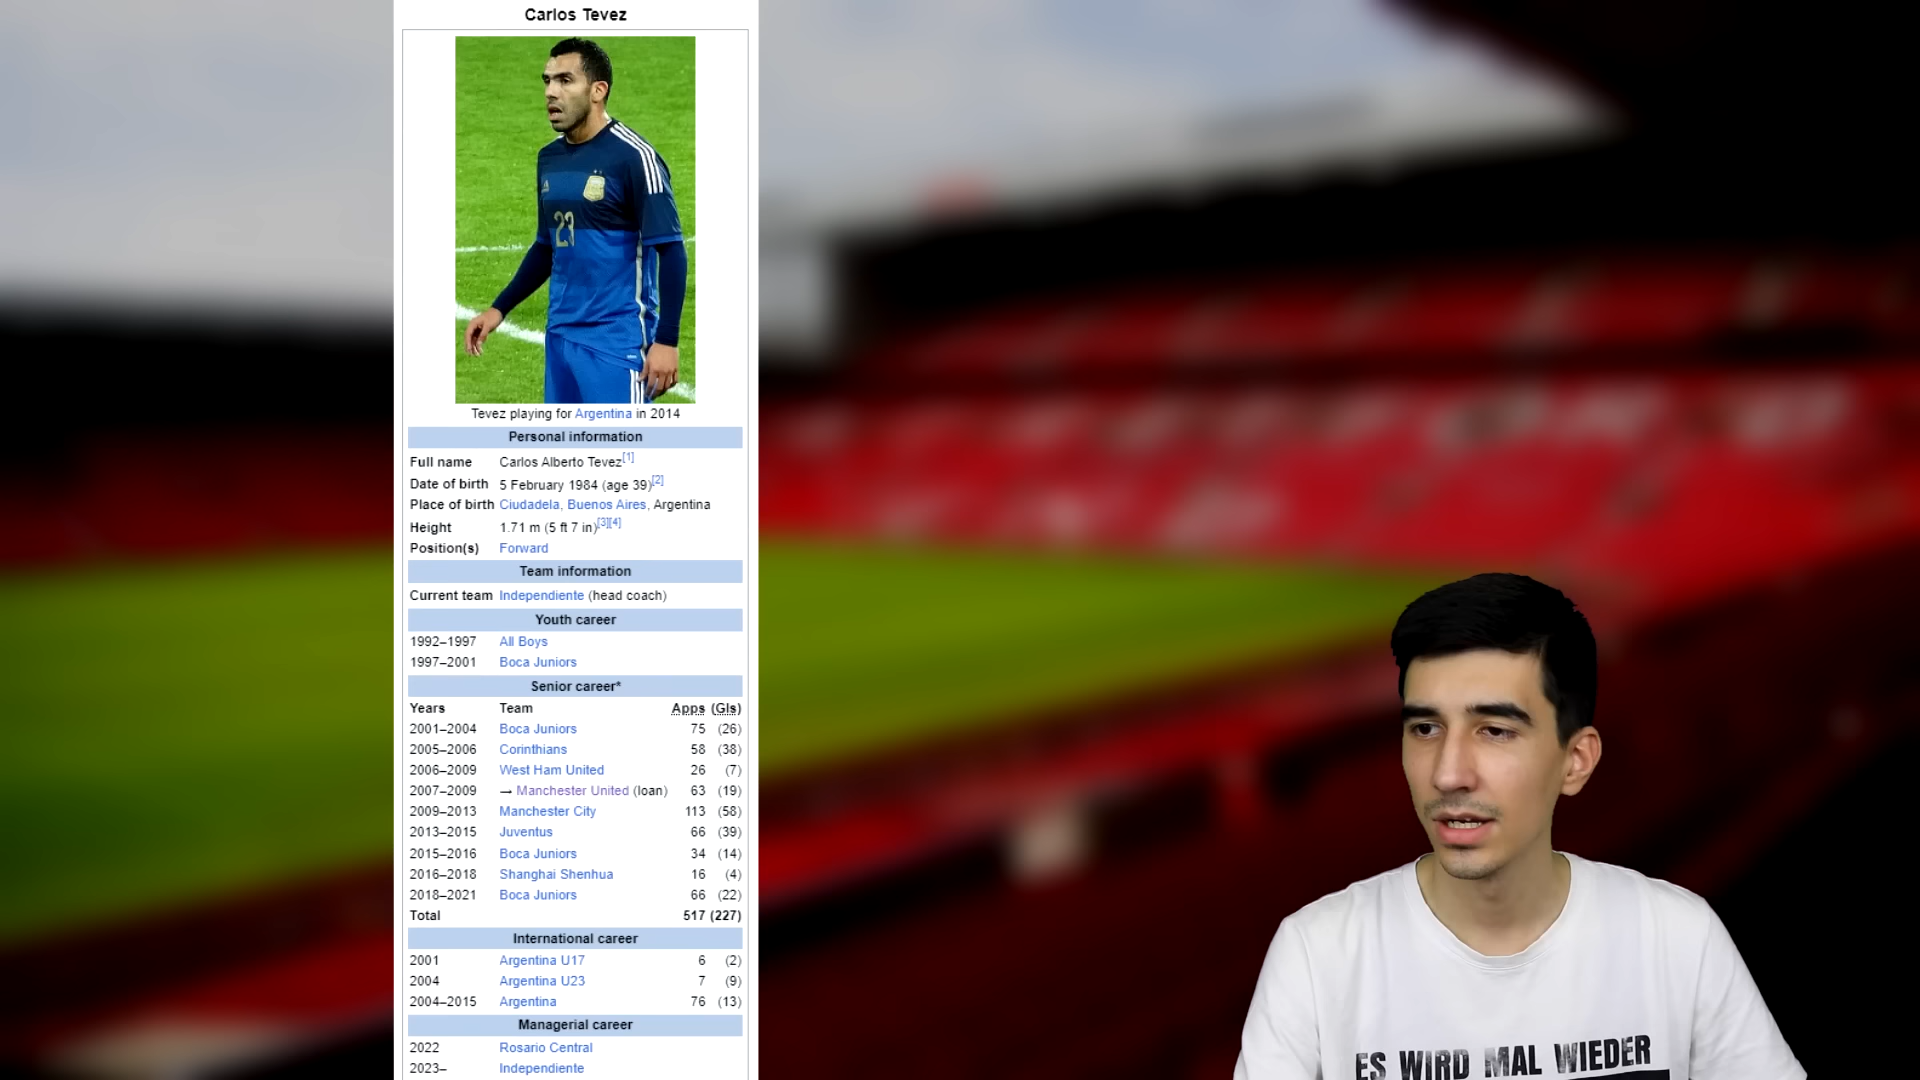 Carlos Tevez
23
Tevez playing for Argentina in 2014
Personal information
Full name Carlos Alberto Tevez[1]
Date of birth 5 February 1984 (age 39)[2]
Place of birth Ciudadela, Buenos Aires, Argentina
Height 1.71 m (5 ft 7 in)[3][4]
Position(s) Forward
Team information
Current team Independiente (head coach)
Youth career
1992–1997 All Boys
1997–2001 Boca Juniors
Senior career*
Years Team Apps (Gls)
2001–2004 Boca Juniors 75 (26)
2005–2006 Corinthians 58 (38)
2006–2009 West Ham United 26 (7)
2007–2009 → Manchester United (loan) 63 (19)
2009–2013 Manchester City 113 (58)
2013–2015 Juventus 66 (39)
2015–2016 Boca Juniors 34 (14)
2016–2018 Shanghai Shenhua 16 (4)
2018–2021 Boca Juniors 66 (22)
Total 517 (227)
International career
2001 Argentina U17 6 (2)
2004 Argentina U23 7 (9)
2004–2015 Argentina 76 (13)
Managerial career
2022 Rosario Central
2023– Independiente
ES WIRD MAL WIEDER